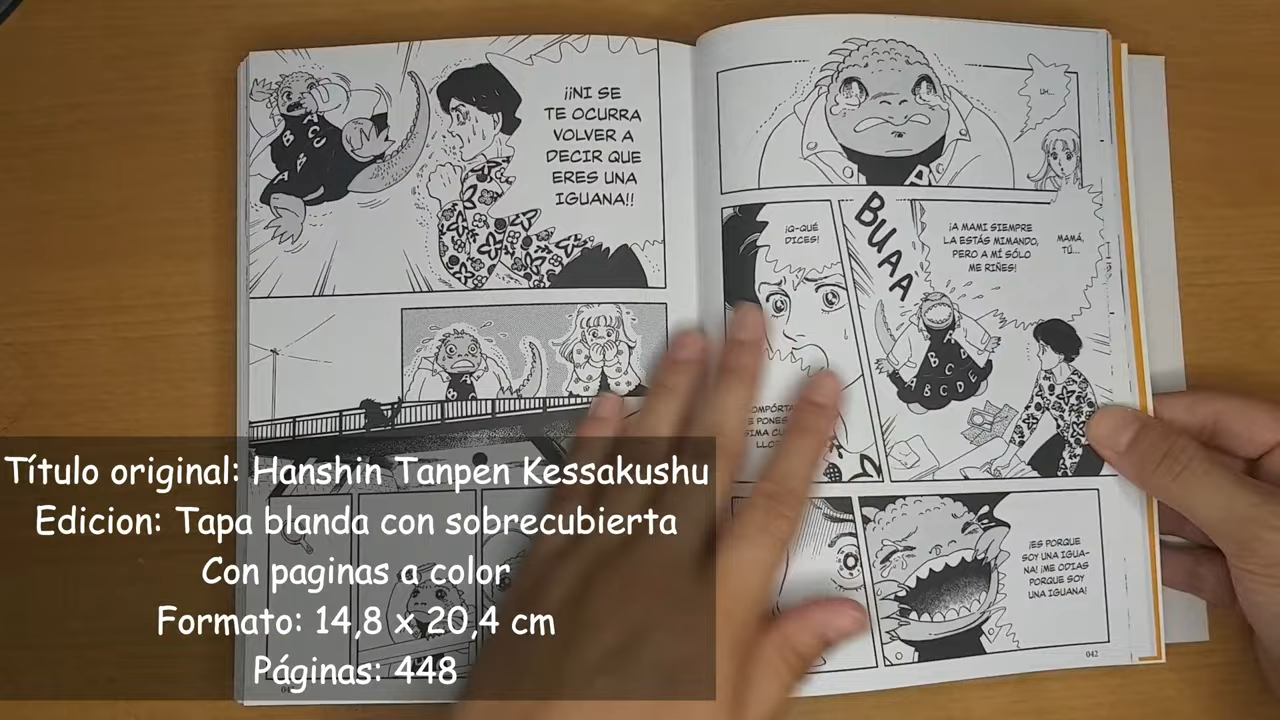 ¡¡NI SE
TE OCURRA
VOLVER A
DECIR QUE
ERES UNA
IGUANA!!
UH...
¡Q-QUÉ
DICES!
BUAA
¡A MAMI SIEMPRE
LA ESTÁS MIMANDO,
PERO A MÍ SÓLO
ME RIÑES!
MAMÁ,
TÚ...
A B C D E
¡ES PORQUE
SOY UNA IGUA-
NA! ¡ME ODIAS
PORQUE SOY
UNA IGUANA!
042
Título original: Hanshin Tanpen Kessakushu
Edicion: Tapa blanda con sobrecubierta
Con paginas a color
Formato: 14,8 x 20,4 cm
Páginas: 448